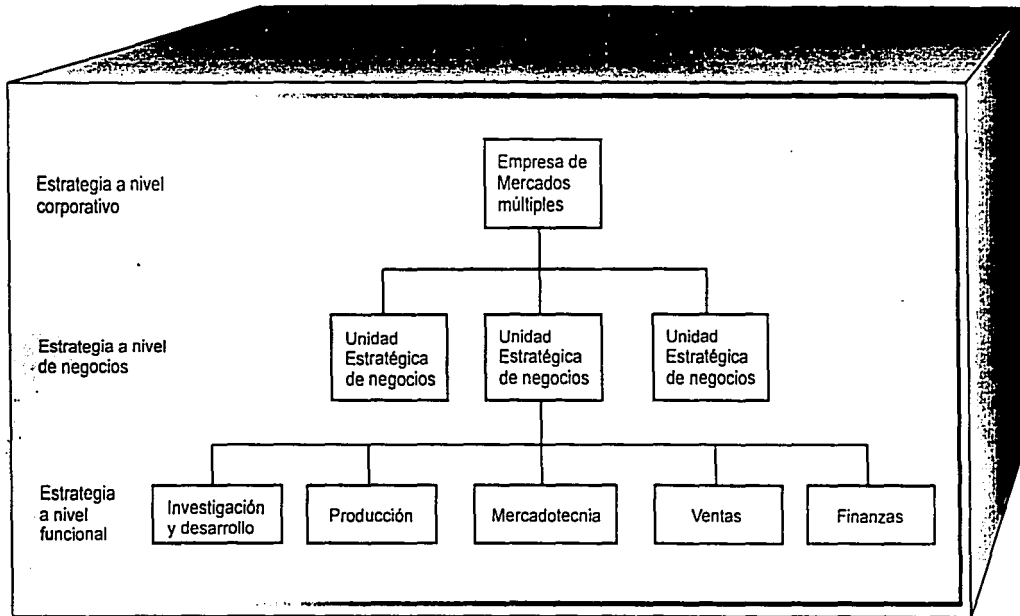 Estrategia a nivel
corporativo
Empresa de
Mercados
múltiples
Estrategia a nivel
de negocios
Unidad
Estratégica
de negocios
Unidad
Estratégica
de negocios
Unidad
Estratégica
de negocios
Estrategia
a nivel
funcional
Investigación
y desarrollo
Producción
Mercadotecnia
Ventas
Finanzas